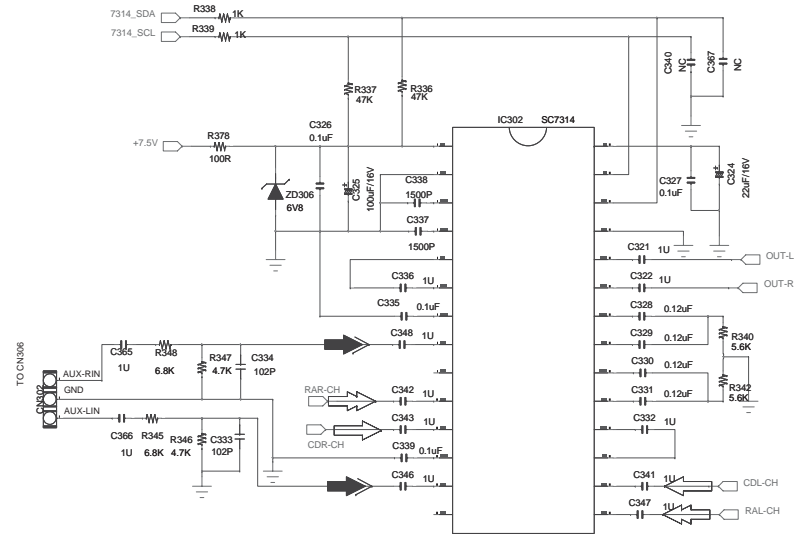 7314_SDA
R338
1K
7314_SCL
R339
1K
C340
NC
C367
NC
R337
47K
R336
47K
C326
0.1uF
IC302
SC7314
+7.5V
R378
100R
C325
100uF/16V
C338
1500P
C327
0.1uF
C324
22uF/16V
ZD306
6V8
C337
1500P
C321
1U
OUT-L
C336
1U
C322
1U
OUT-R
C335
0.1uF
C328
0.12uF
C348
1U
C329
0.12uF
R340
5.6K
TO CN306
C365
1U
R348
6.8K
R347
4.7K
C334
102P
C330
0.12uF
AUX-RIN
CN302
GND
AUX-LIN
RAR-CH
C342
1U
C331
0.12uF
R342
5.6K
C343
1U
C332
1U
CDR-CH
C366
1U
R345
6.8K
R346
4.7K
C333
102P
C339
0.1uF
C346
1U
C341
1U
CDL-CH
C347
1U
RAL-CH